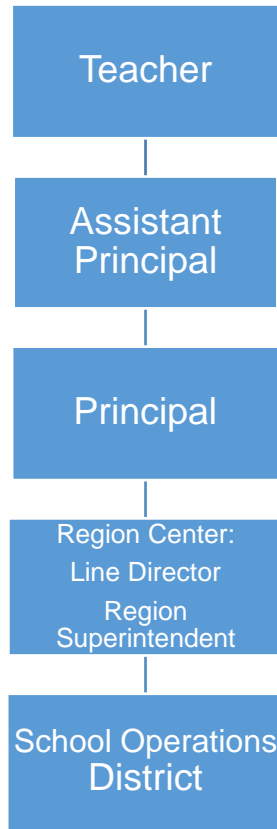 Teacher
Assistant
Principal
Principal
Region Center:
Line Director
Region
Superintendent
School Operations
District